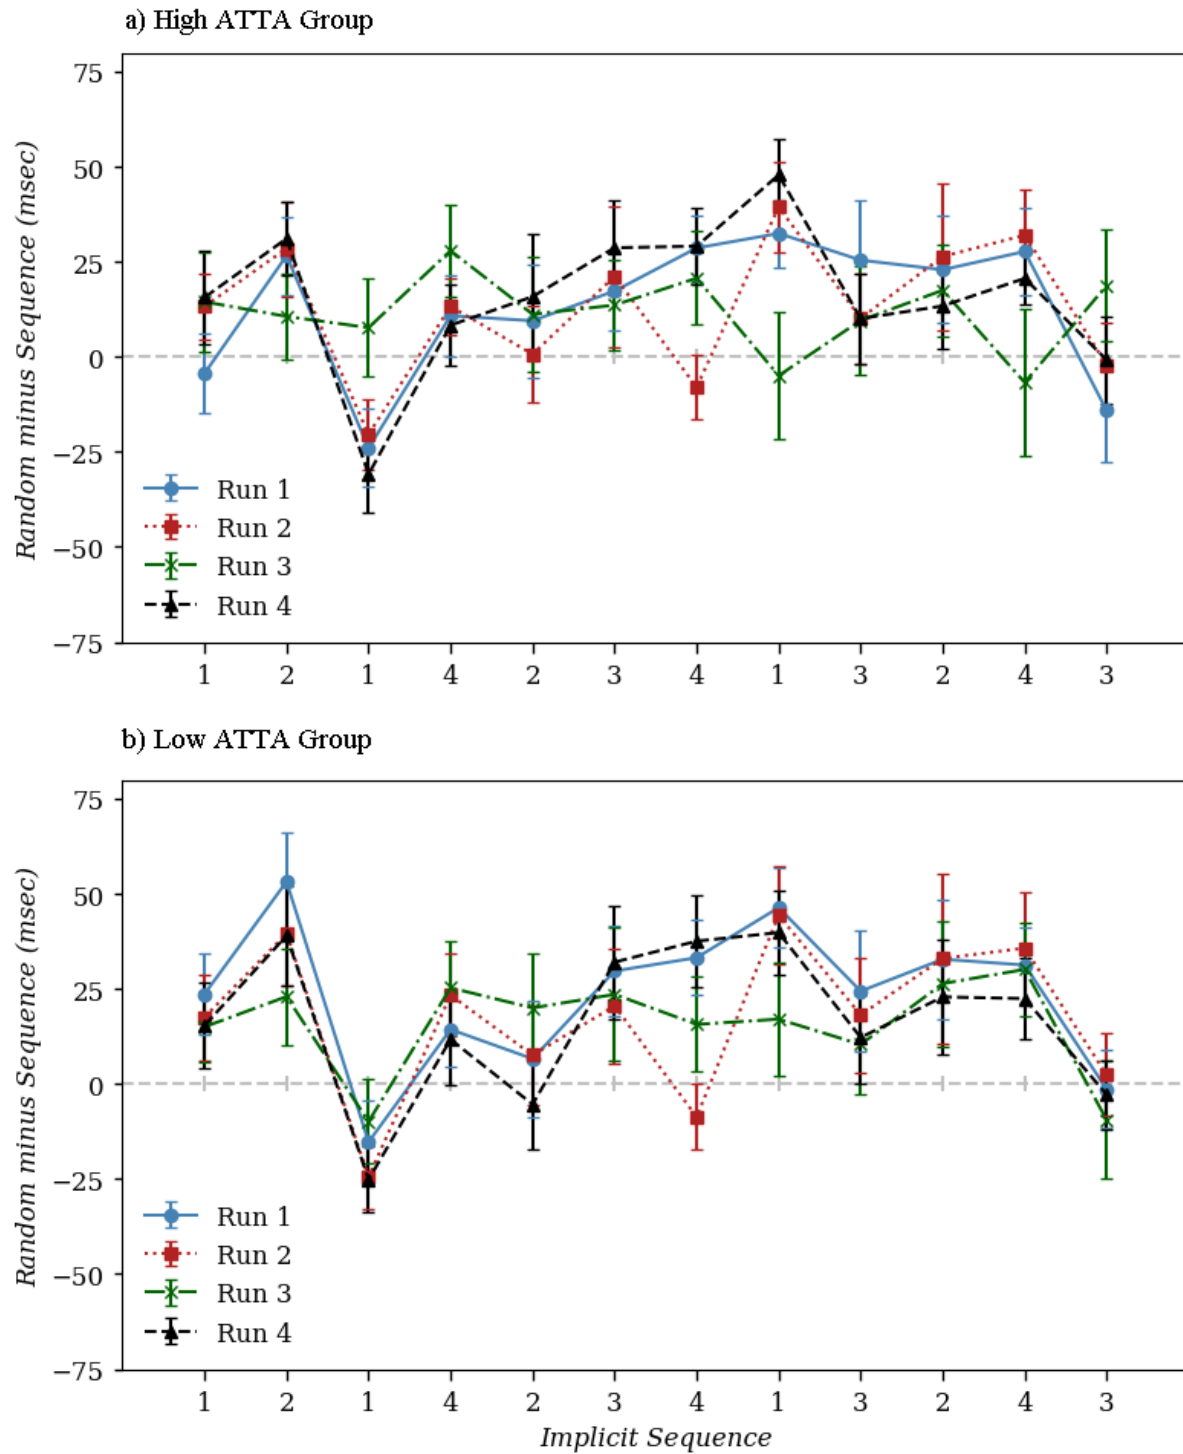 a) High ATTA Group
Random minus Sequence (msec)
75
50
25
0
−25
−50
−75
Run 1
Run 2
Run 3
Run 4
1 2 1 4 2 3 4 1 3 2 4 3
b) Low ATTA Group
Random minus Sequence (msec)
75
50
25
0
−25
−50
−75
Run 1
Run 2
Run 3
Run 4
1 2 1 4 2 3 4 1 3 2 4 3
Implicit Sequence